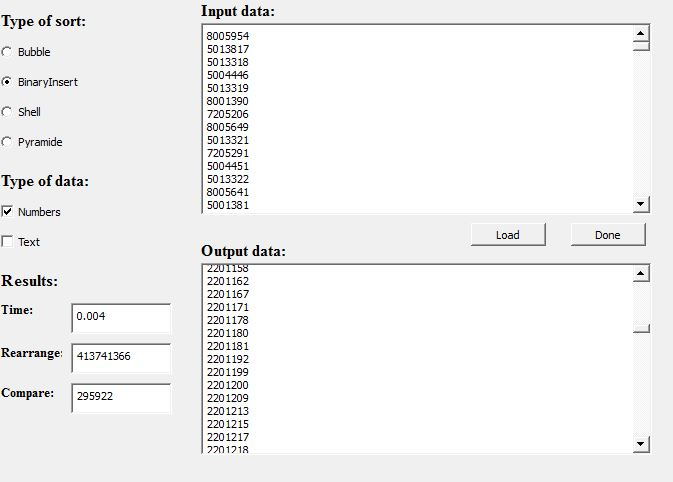 Type of sort:
Bubble
BinaryInsert
Shell
Pyramide
Type of data:
Numbers
Text
Results:
Time:
0.004
Rearrange:
413741366
Compare:
295922
Input data:
8005954
5013817
5013318
5004446
5013319
8001390
7205206
8005649
5013321
7205291
5004451
5013322
8005641
5001381
Load
Done
Output data:
2201158
2201162
2201167
2201171
2201178
2201180
2201181
2201192
2201199
2201200
2201209
2201213
2201215
2201217
2201218